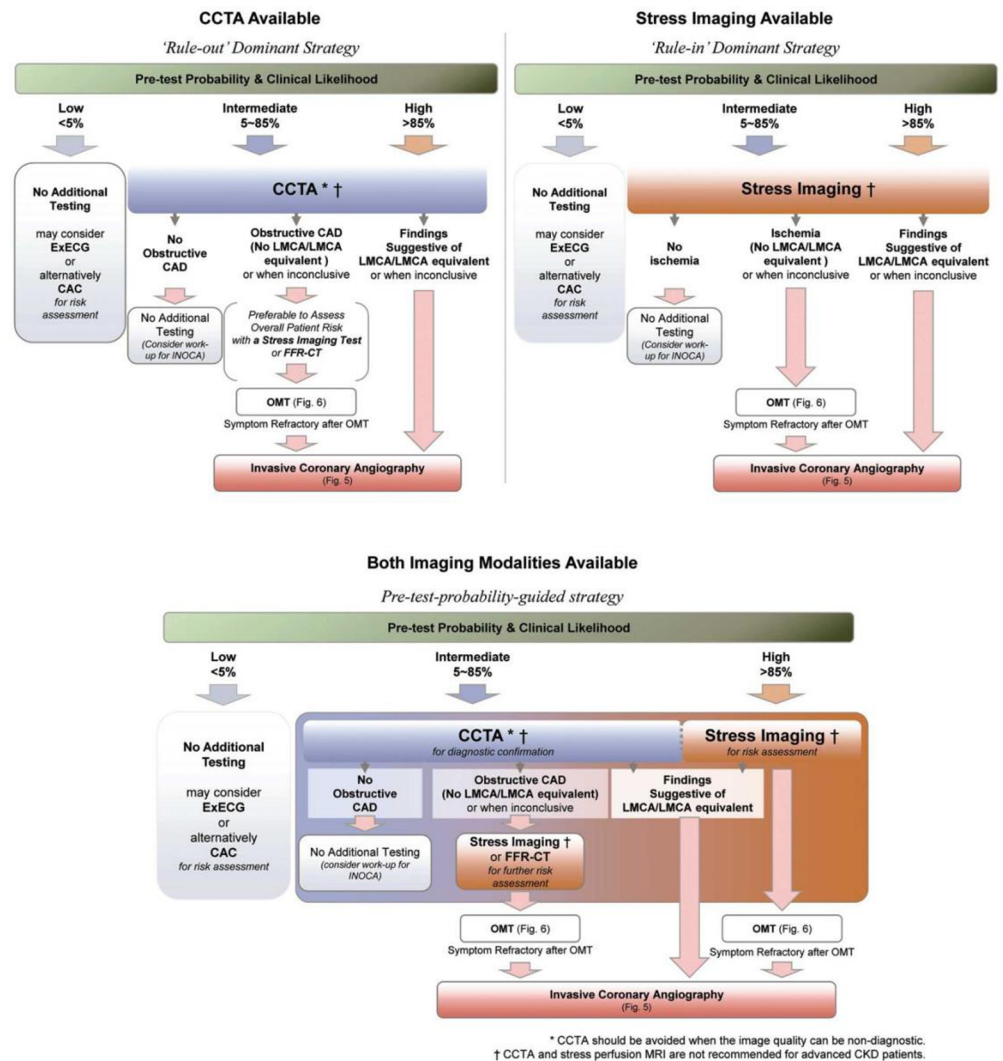 CCTA Available
'Rule-out' Dominant Strategy
Pre-test Probability & Clinical Likelihood
Low
<5%
Intermediate
5~85%
High
>85%
No Additional
Testing
may consider
ExECG
or
alternatively
CAC
for risk
assessment
CCTA * †
No
Obstructive
CAD
No Additional
Testing
(Consider work-
up for INOCA)
Obstructive CAD
(No LMCA/LMCA
equivalent )
or when inconclusive
Preferable to Assess
Overall Patient Risk
with a Stress Imaging Test
or FFR-CT
OMT (Fig. 6)
Symptom Refractory after OMT
Findings
Suggestive of
LMCA/LMCA equivalent
or when inconclusive
Invasive Coronary Angiography
(Fig. 5)
Stress Imaging Available
'Rule-in' Dominant Strategy
Pre-test Probability & Clinical Likelihood
Low
<5%
Intermediate
5~85%
High
>85%
No Additional
Testing
may consider
ExECG
or
alternatively
CAC
for risk
assessment
Stress Imaging †
No
ischemia
No Additional
Testing
(Consider work-
up for INOCA)
Ischemia
(No LMCA/LMCA
equivalent )
or when inconclusive
OMT (Fig. 6)
Symptom Refractory after OMT
Findings
Suggestive of
LMCA/LMCA equivalent
or when inconclusive
Invasive Coronary Angiography
(Fig. 5)
Both Imaging Modalities Available
Pre-test-probability-guided strategy
Pre-test Probability & Clinical Likelihood
Low
<5%
Intermediate
5~85%
High
>85%
No Additional
Testing
may consider
ExECG
or
alternatively
CAC
for risk assessment
CCTA * †
for diagnostic confirmation
Stress Imaging †
for risk assessment
No
Obstructive
CAD
No Additional Testing
(consider work-up for
INOCA)
Obstructive CAD
(No LMCA/LMCA equivalent)
or when inconclusive
Stress Imaging †
or FFR-CT
for further risk
assessment
OMT (Fig. 6)
Symptom Refractory after OMT
Findings
Suggestive of
LMCA/LMCA equivalent
OMT (Fig. 6)
Symptom Refractory after OMT
Invasive Coronary Angiography
(Fig. 5)
* CCTA should be avoided when the image quality can be non-diagnostic.
† CCTA and stress perfusion MRI are not recommended for advanced CKD patients.